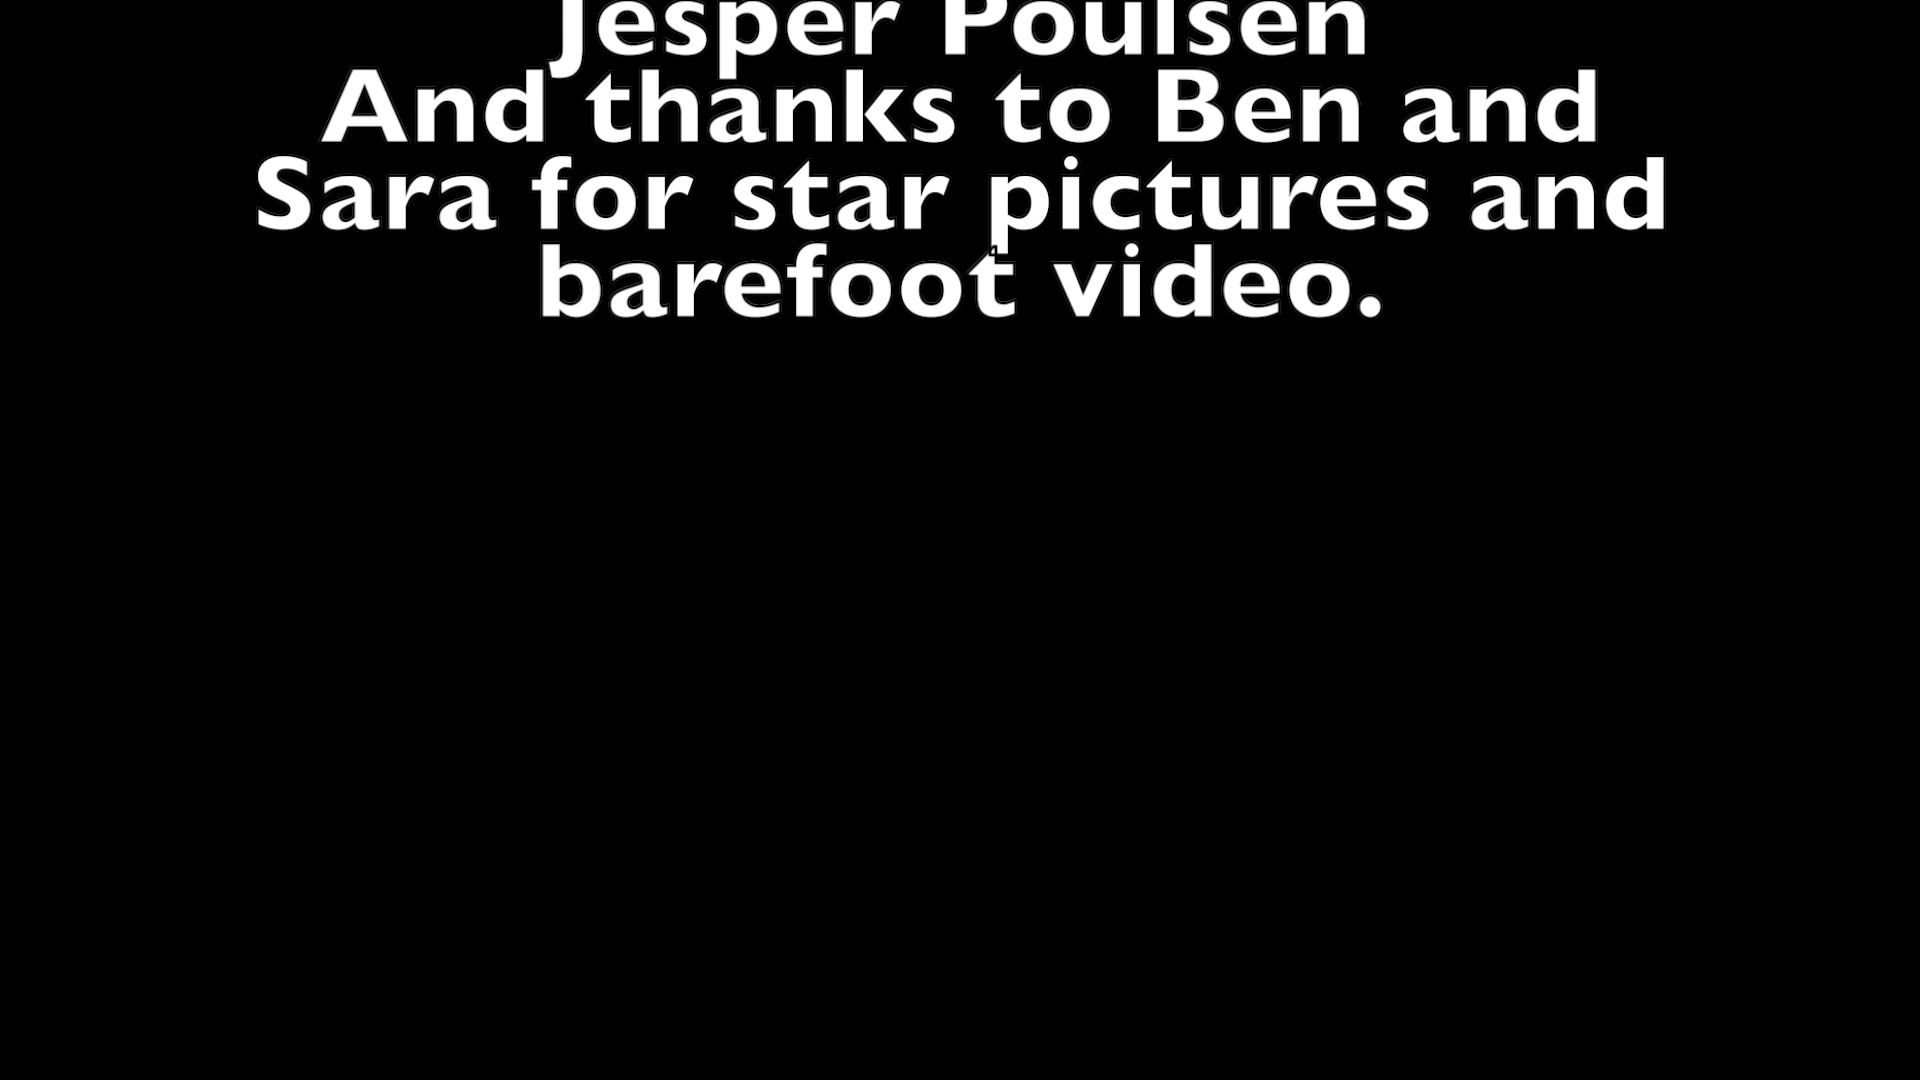 Jesper Poulsen
And thanks to Ben and
Sara for star pictures and
barefoot video.